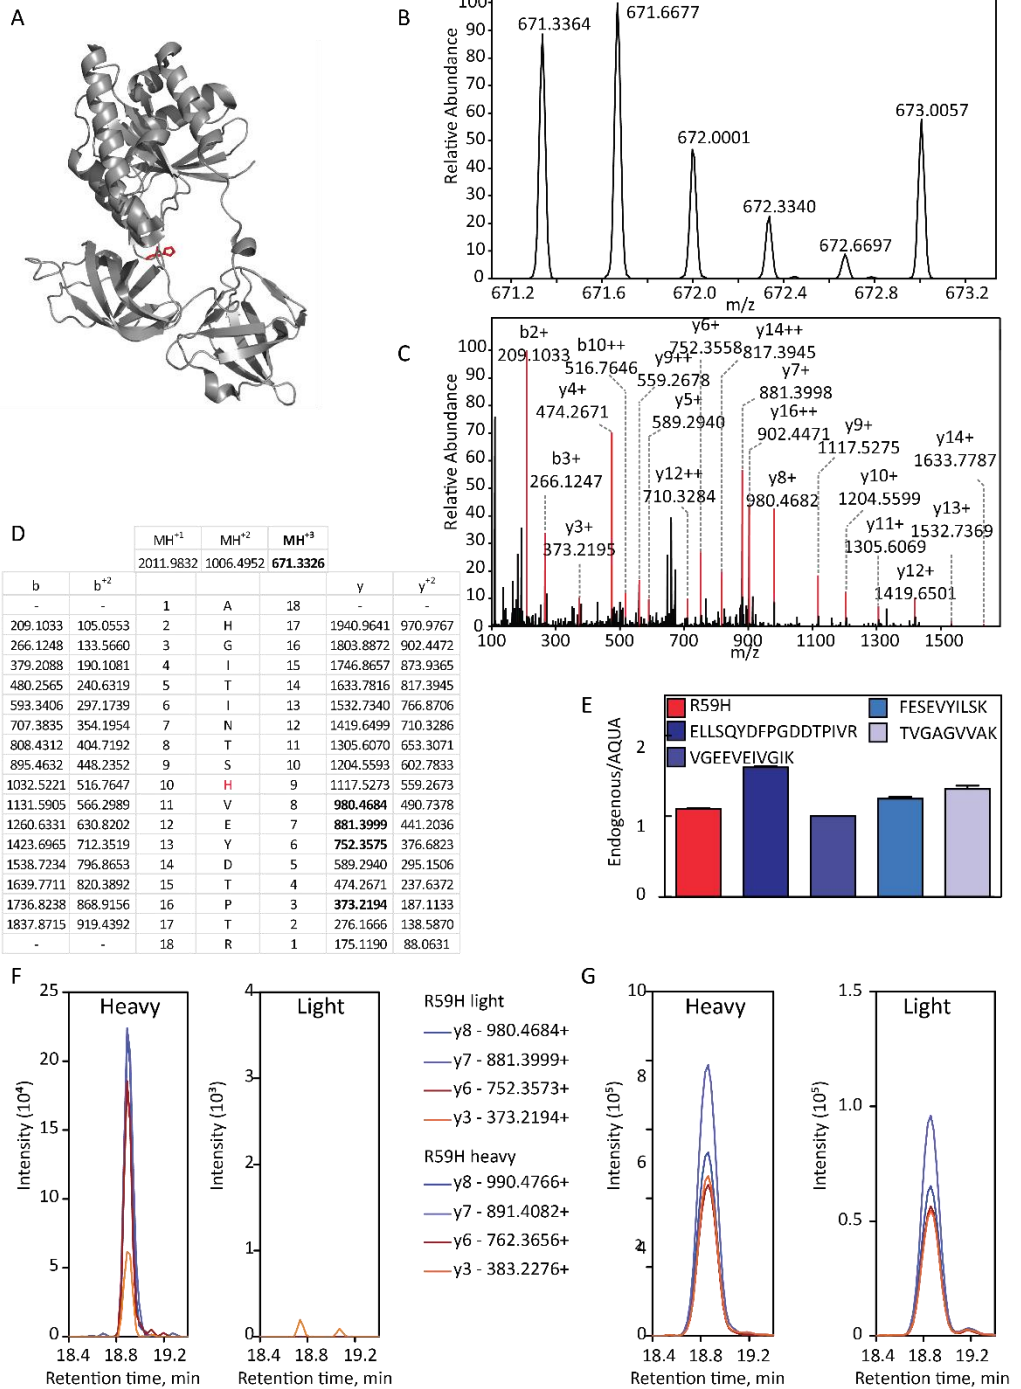 A
B
Relative Abundance
100
90
80
70
60
50
40
30
20
10
0
671.3364
671.6677
672.0001
672.3340
672.6697
673.0057
671.2
671.6
672.0
672.4
672.8
673.2
m/z
C
Relative Abundance
100
90
80
70
60
50
40
30
20
10
0
b2+
209.1033
b3+
266.1247
y4+
474.2671
y3+
373.2195
b10++
516.7646
y9++
559.2678
y5+
589.2940
y12++
710.3284
y6+
752.3558
y14++
817.3945
y7+
881.3998
y16++
902.4471
y8+
980.4682
y9+
1117.5275
y10+
1204.5599
y11+
1305.6069
y12+
1419.6501
y14+
1633.7787
y13+
1532.7369
100 300 500 700 900 1100 1300 1500
m/z
D
MH+1 MH+2 MH+3
2011.9832 1006.4952 671.3326
b b+2 y y+2
- - 1 A 18 - -
209.1033 105.0553 2 H 17 1940.9641 970.9767
266.1248 133.5660 3 G 16 1803.8872 902.4472
379.2088 190.1081 4 I 15 1746.8657 873.9365
480.2565 240.6319 5 T 14 1633.7816 817.3945
593.3406 297.1739 6 I 13 1532.7340 766.8706
707.3835 354.1954 7 N 12 1419.6499 710.3286
808.4312 404.7192 8 T 11 1305.6070 653.3071
895.4632 448.2352 9 S 10 1204.5593 602.7833
1032.5221 516.7647 10 H 9 1117.5273 559.2673
1131.5905 566.2989 11 V 8 980.4684 490.7378
1260.6331 630.8202 12 E 7 881.3999 441.2036
1423.6965 712.3519 13 Y 6 752.3575 376.6823
1538.7234 796.8653 14 D 5 589.2940 295.1506
1639.7711 820.3892 15 T 4 474.2671 237.6372
1736.8238 868.9156 16 P 3 373.2194 187.1133
1837.8715 919.4392 17 T 2 276.1666 138.5870
- - 18 R 1 175.1190 88.0631
E
Endogenous/AQUA
2
1
0
R59H
ELLSQYDFPGDDTPIVR
VGEEVEIVGIK
FESEVYILSK
TVGAGVVAK
F
Heavy
Intensity (10⁴)
25
20
15
10
5
0
18.4 18.8 19.2
Retention time, min
Light
Intensity (10³)
4
3
2
1
0
18.4 18.8 19.2
Retention time, min
R59H light
y8 - 980.4684+
y7 - 881.3999+
y6 - 752.3573+
y3 - 373.2194+
R59H heavy
y8 - 990.4766+
y7 - 891.4082+
y6 - 762.3656+
y3 - 383.2276+
G
Heavy
Intensity (10⁵)
10
8
6
4
2
0
18.4 18.8 19.2
Retention time, min
Light
Intensity (10⁵)
1.5
1.0
0.5
0
18.4 18.8 19.2
Retention time, min